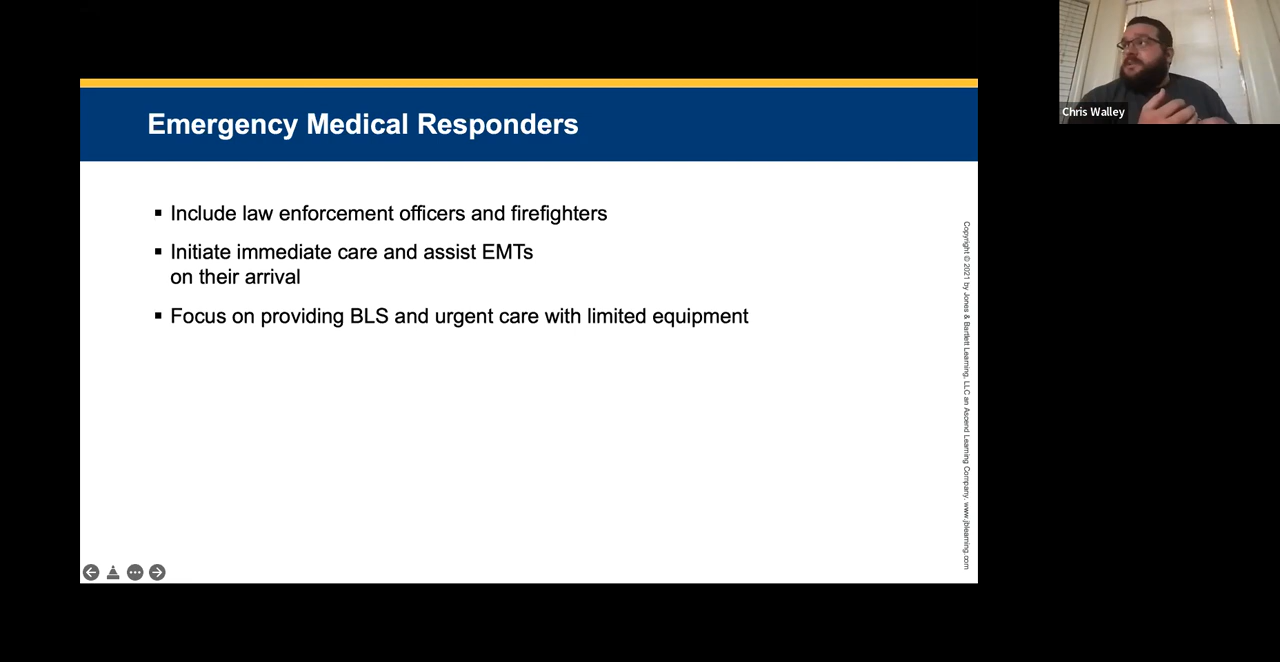 Emergency Medical Responders
▪ Include law enforcement officers and firefighters
▪ Initiate immediate care and assist EMTs
on their arrival
▪ Focus on providing BLS and urgent care with limited equipment
Copyright © 2021 by Jones & Bartlett Learning, LLC an Ascend Learning Company. www.jblearning.com
Chris Walley